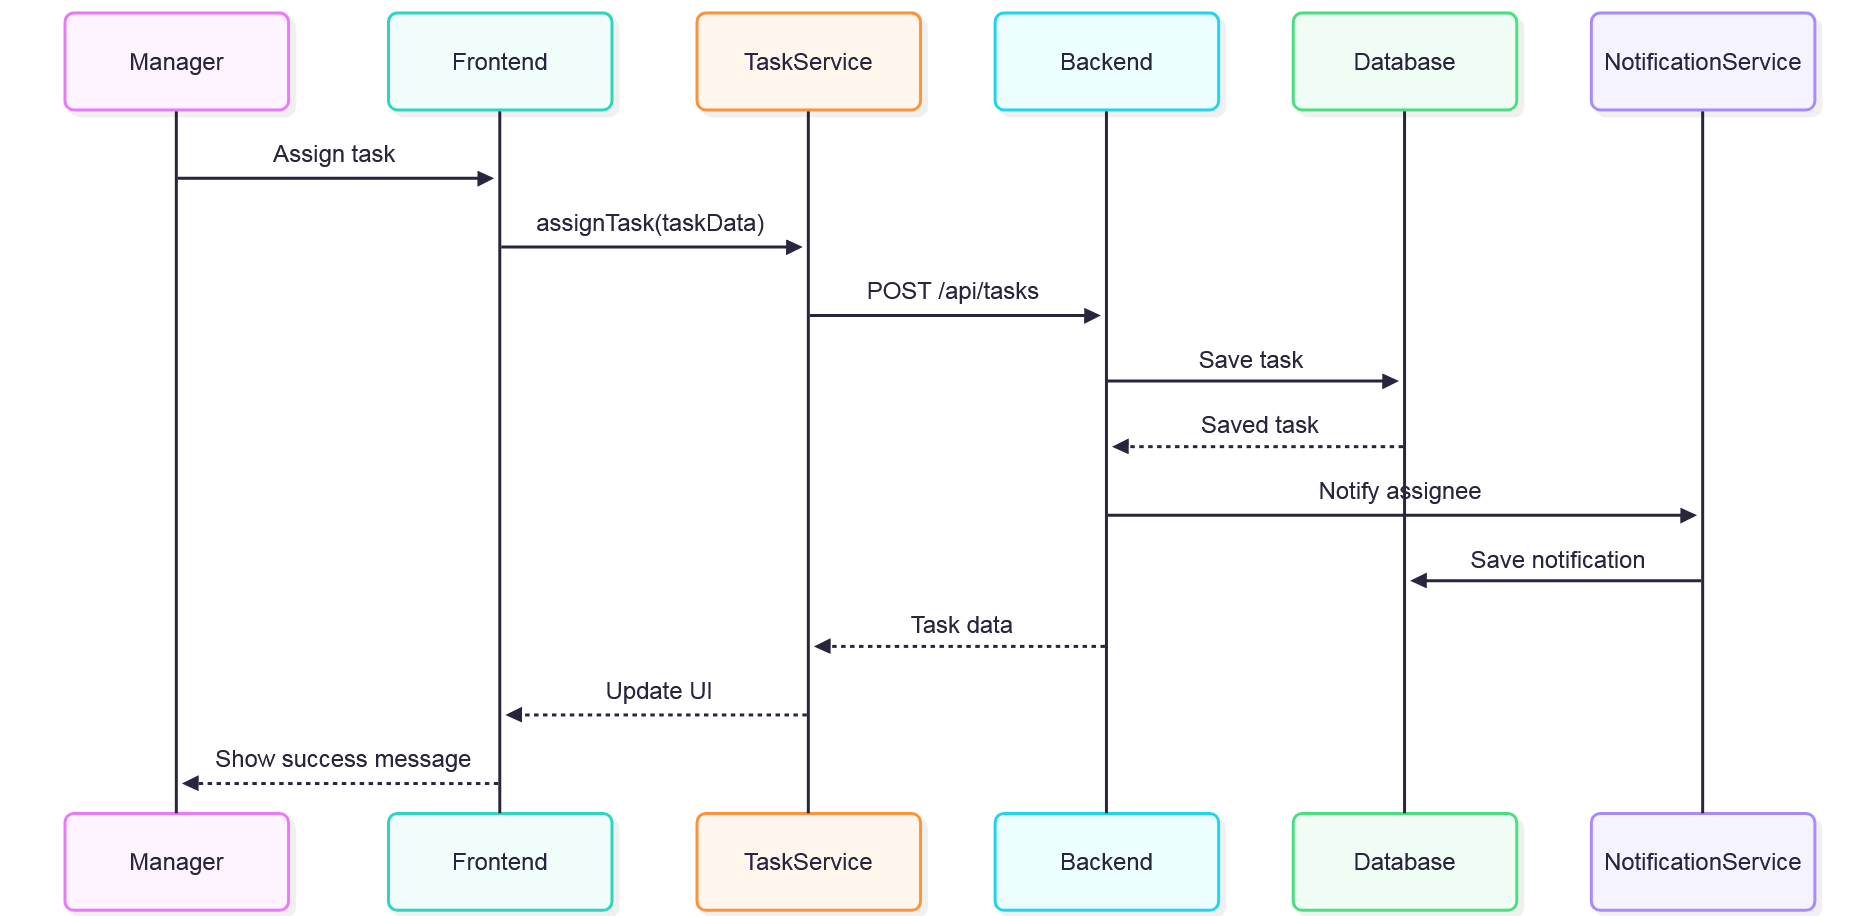 Manager
Frontend
TaskService
Backend
Database
NotificationService
Assign task
assignTask(taskData)
POST /api/tasks
Save task
Saved task
Notify assignee
Save notification
Task data
Update UI
Show success message
Manager
Frontend
TaskService
Backend
Database
NotificationService